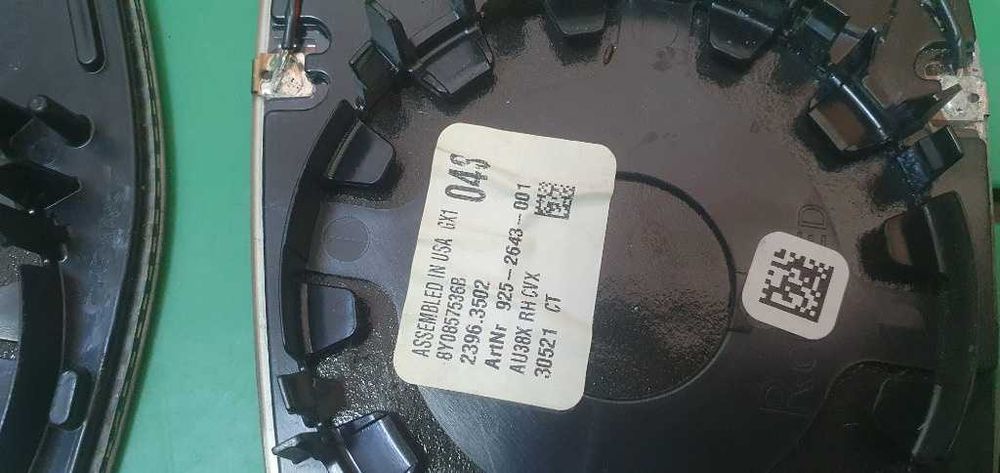 ASSEMBLED IN USA GX1 043
8Y0857536B
2396.3502
ArtNr 925-2643-001
AU38X RH CVX
30521 CT